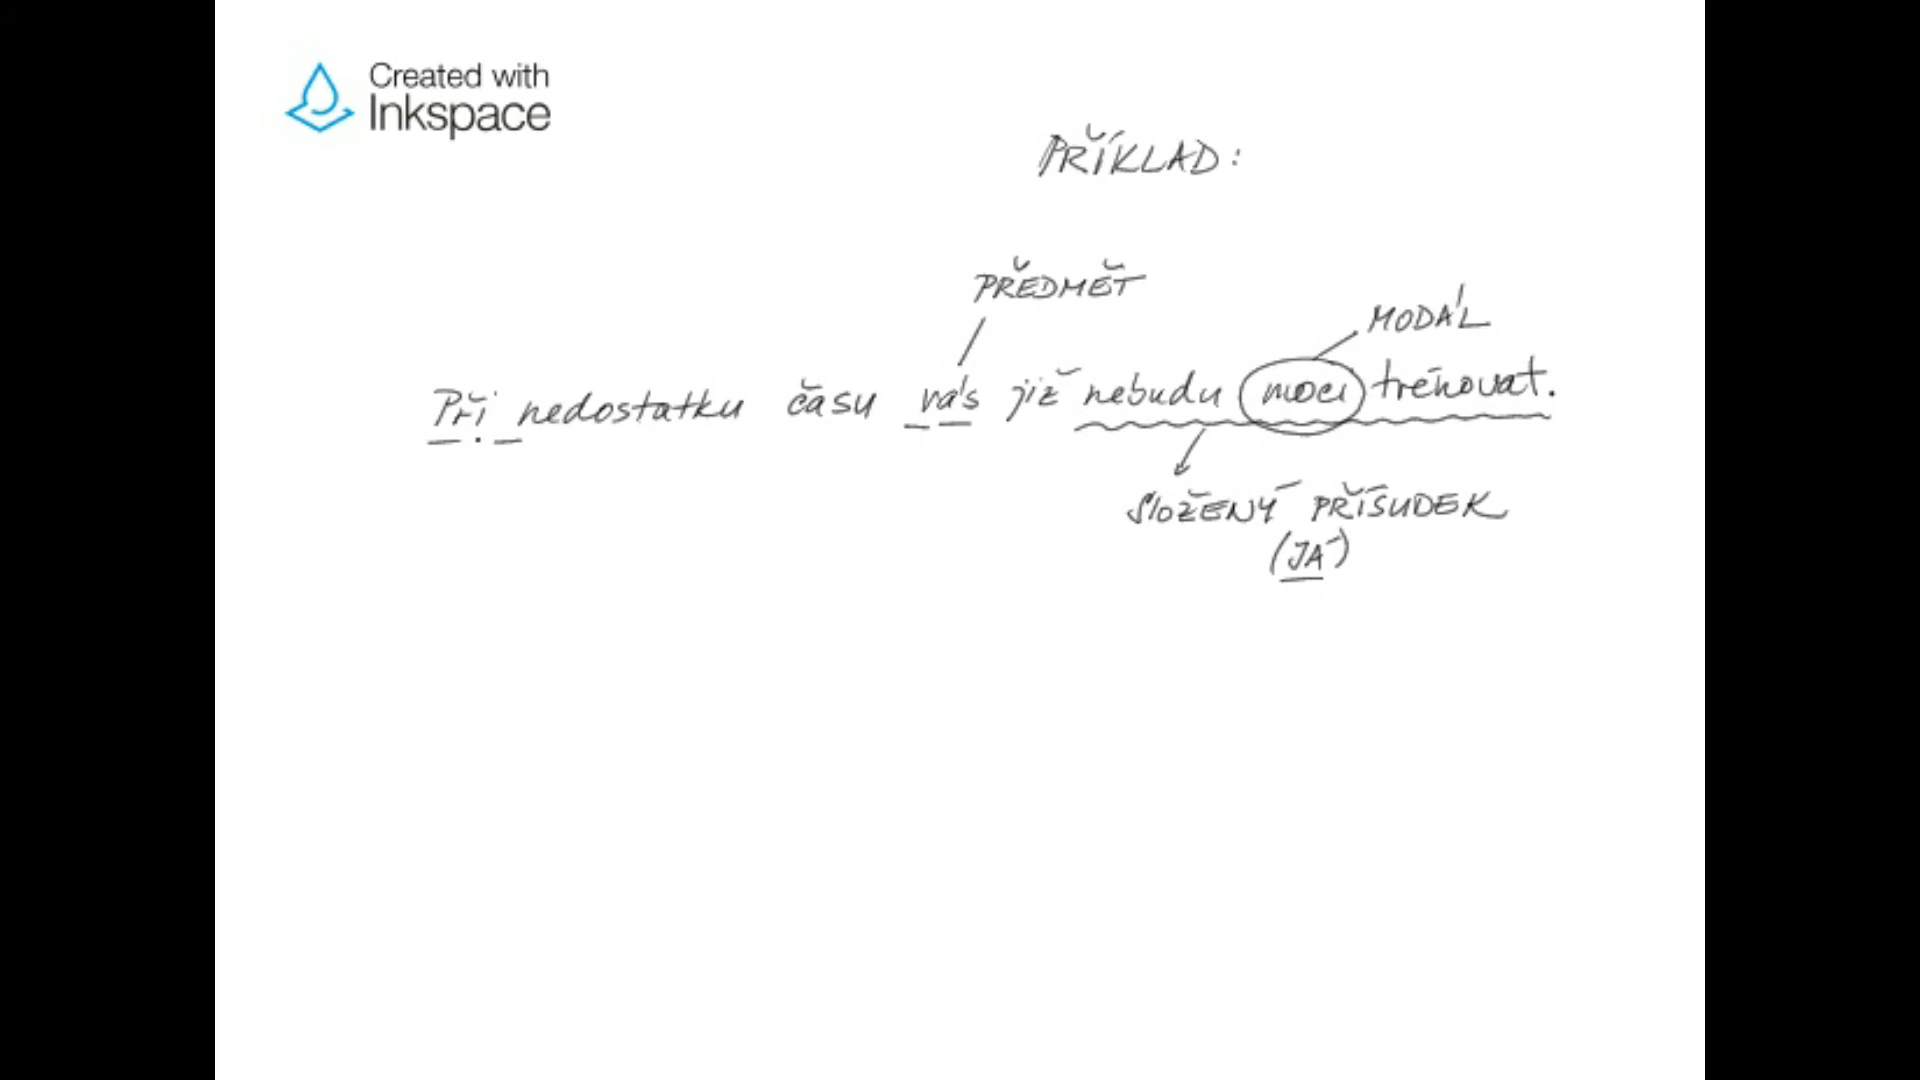 Created with
Inkspace
PŘÍKLAD:
PŘEDMĚT
MODÁL
Při nedostatku času vás již nebudu moci trénovat.
SLOŽENÝ PŘÍSUDEK
(JÁ)